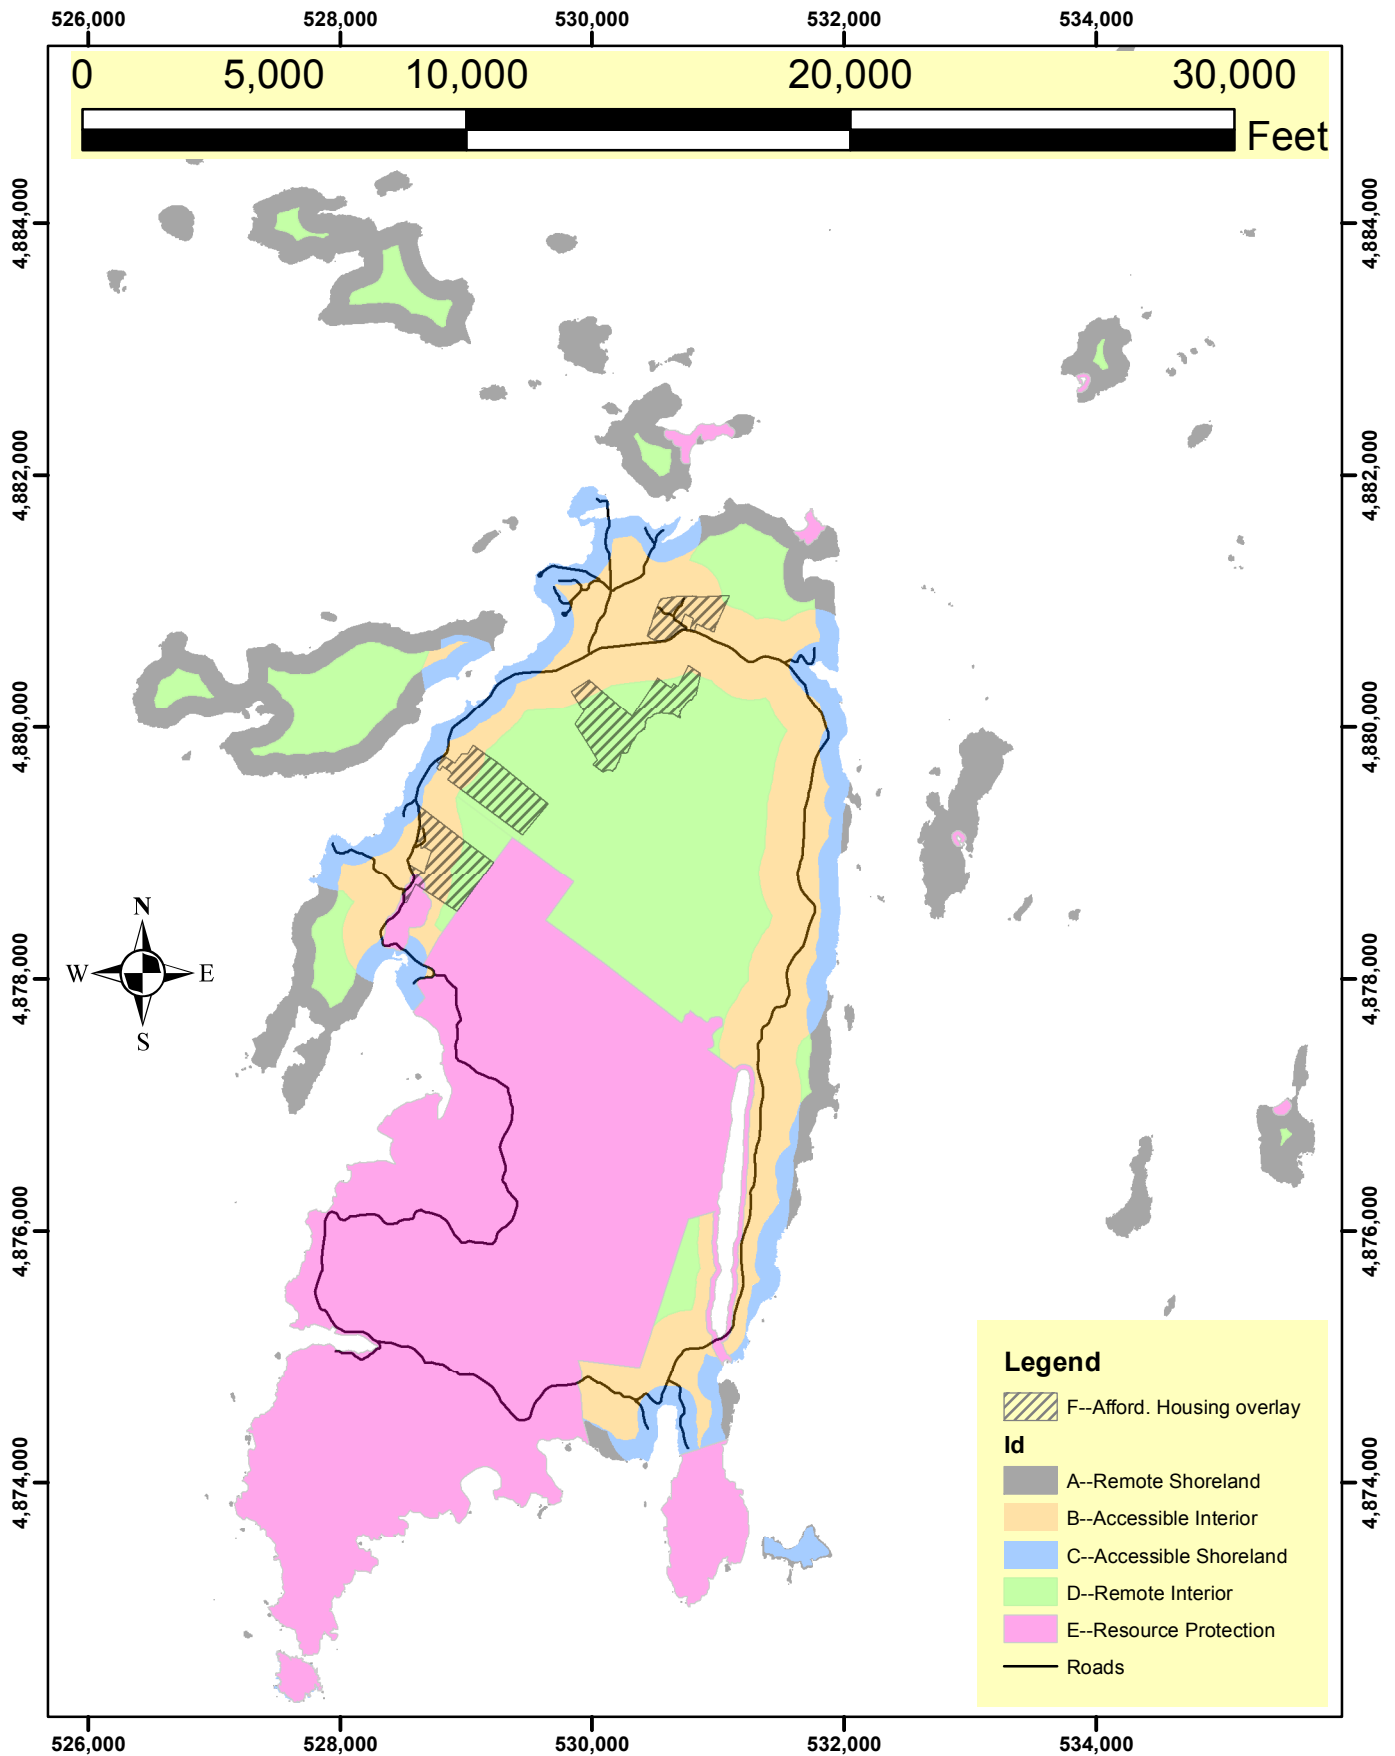 526,000 528,000 530,000 532,000 534,000
0 5,000 10,000 20,000 30,000
Feet
4,884,000 4,884,000
4,882,000 4,882,000
4,880,000 4,880,000
N
W E
S
4,878,000 4,878,000
4,876,000 4,876,000
4,874,000 4,874,000
Legend
F--Afford. Housing overlay
Id
A--Remote Shoreland
B--Accessible Interior
C--Accessible Shoreland
D--Remote Interior
E--Resource Protection
Roads
526,000 528,000 530,000 532,000 534,000